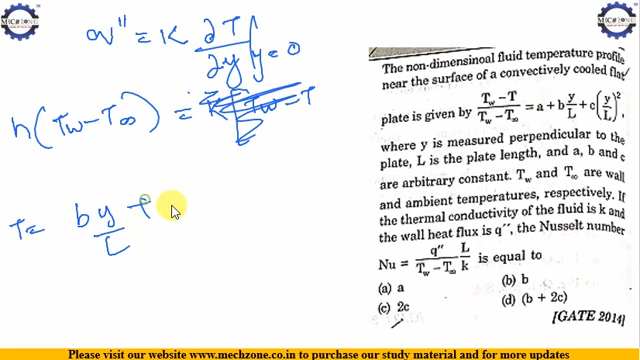 MECHZONE
MECHZONE
q'' = K ∂T/∂y |y=0
h(Tw-T∞) =
T= by/L +
The non-dimensinoal fluid temperature profile
near the surface of a convectively cooled flat
plate is given by (Tw − T)/(Tw − T∞) = a + b y/L + c(y/L)²,
where y is measured perpendicular to the
plate, L is the plate length, and a, b and c
are arbitrary constant. Tw and T∞ are wall
and ambient temperatures, respectively. If
the thermal conductivity of the fluid is k and
the wall heat flux is q'', the Nusselt number
Nu = q''/(Tw − T∞) L/k is equal to
(a) a (b) b
(c) 2c (d) (b + 2c)
[GATE 2014]
Please visit our website www.mechzone.co.in to purchase our study material and for more details.